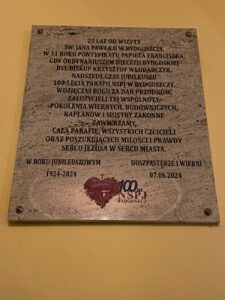 25 LAT OD WIZYTY
ŚW. JANA PAWŁA II W BYDGOSZCZY,
W 11 ROKU PONTYFIKATU PAPIEŻA FRANCISZKA,
GDY ORDYNARIUSZEM DIECEZJI BYDGOSKIEJ
BYŁ BISKUP KRZYSZTOF WŁODARCZYK,
NADSZEDŁ CZAS JUBILEUSZU
100-LECIA PARAFII NSPJ W BYDGOSZCZY.
WDZIĘCZNI BOGU ZA DAR PRZODKÓW,
ZAŁOŻYCIELI TEJ WSPÓLNOTY,
POKOLENIA WIERNYCH, BUDOWNICZYCH,
KAPŁANÓW I SIOSTRY ZAKONNE
ZAWIERZAMY,
CAŁĄ PARAFIĘ, WSZYSTKICH CZCICIELI
ORAZ POSZUKUJĄCYCH MIŁOŚCI I PRAWDY
SERCU JEZUSA W SERCU MIASTA.
W ROKU JUBILEUSZOWYM DUSZPASTERZE I WIERNI
1924-2024 07.06.2024
100
NSPJ
BYDGOSZCZ